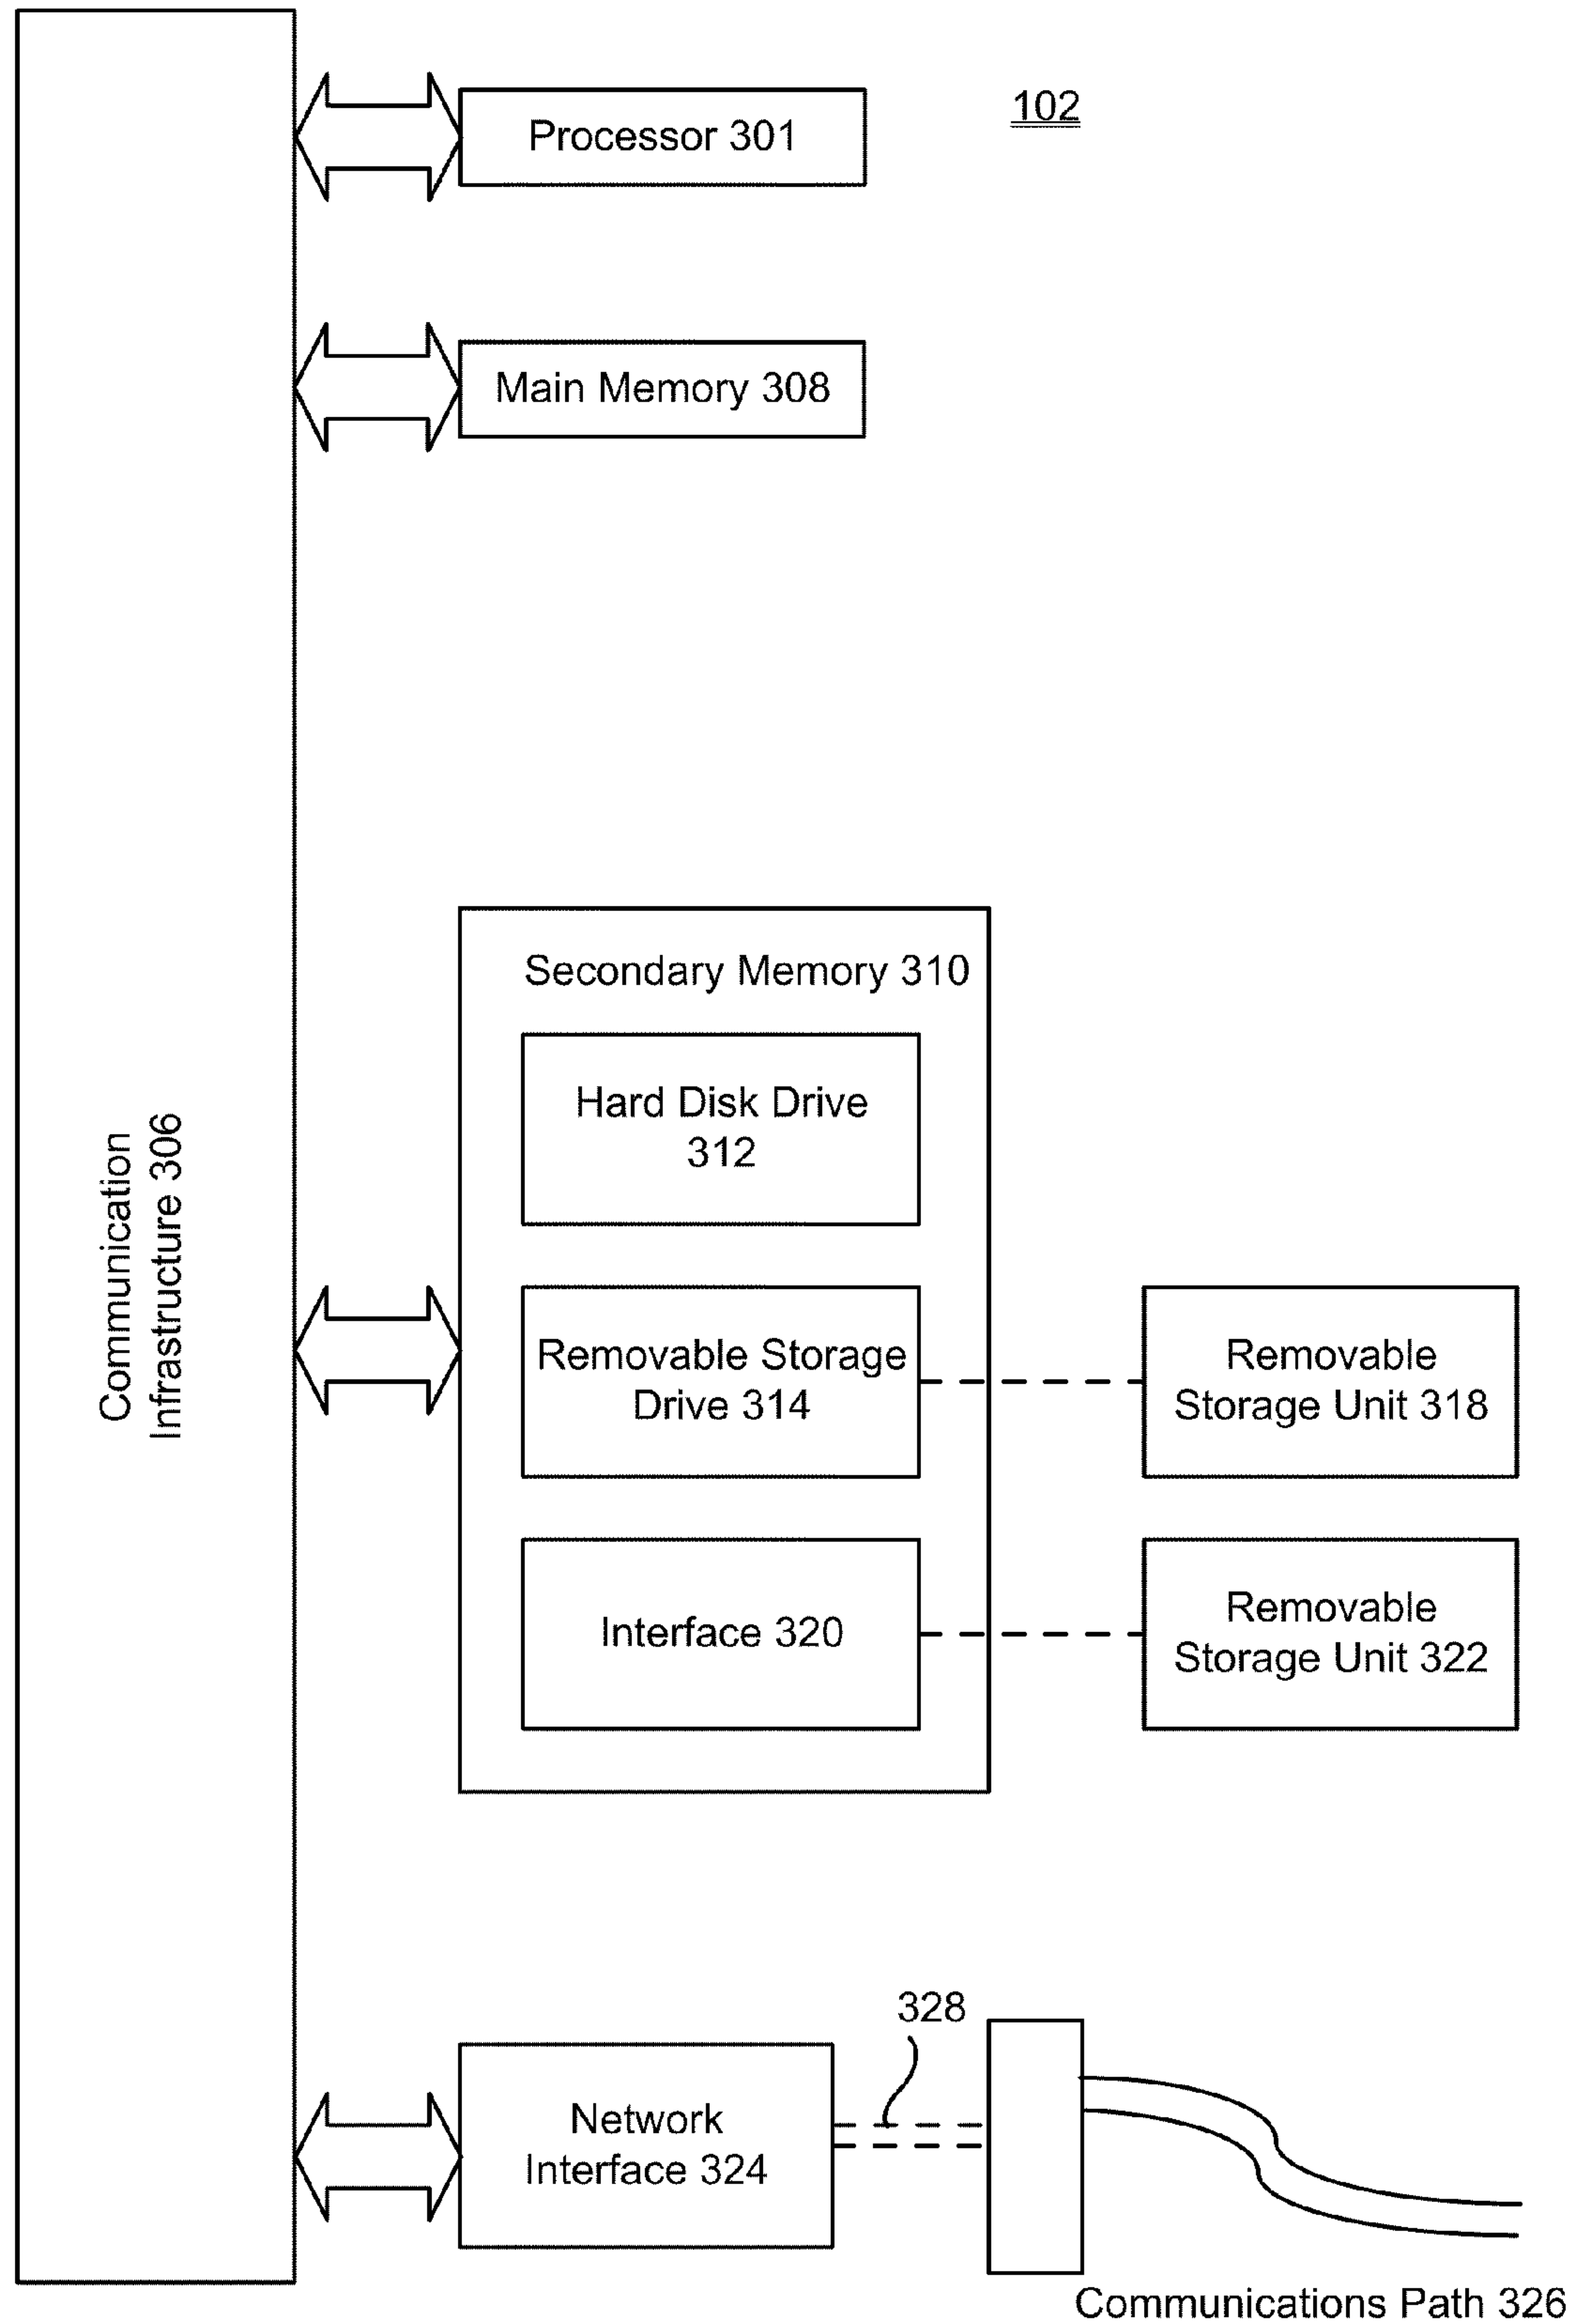 102
Processor 301
Main Memory 308
Communication
Infrastructure 306
Secondary Memory 310
Hard Disk Drive
312
Removable Storage
Drive 314
Removable
Storage Unit 318
Interface 320
Removable
Storage Unit 322
328
Network
Interface 324
Communications Path 326